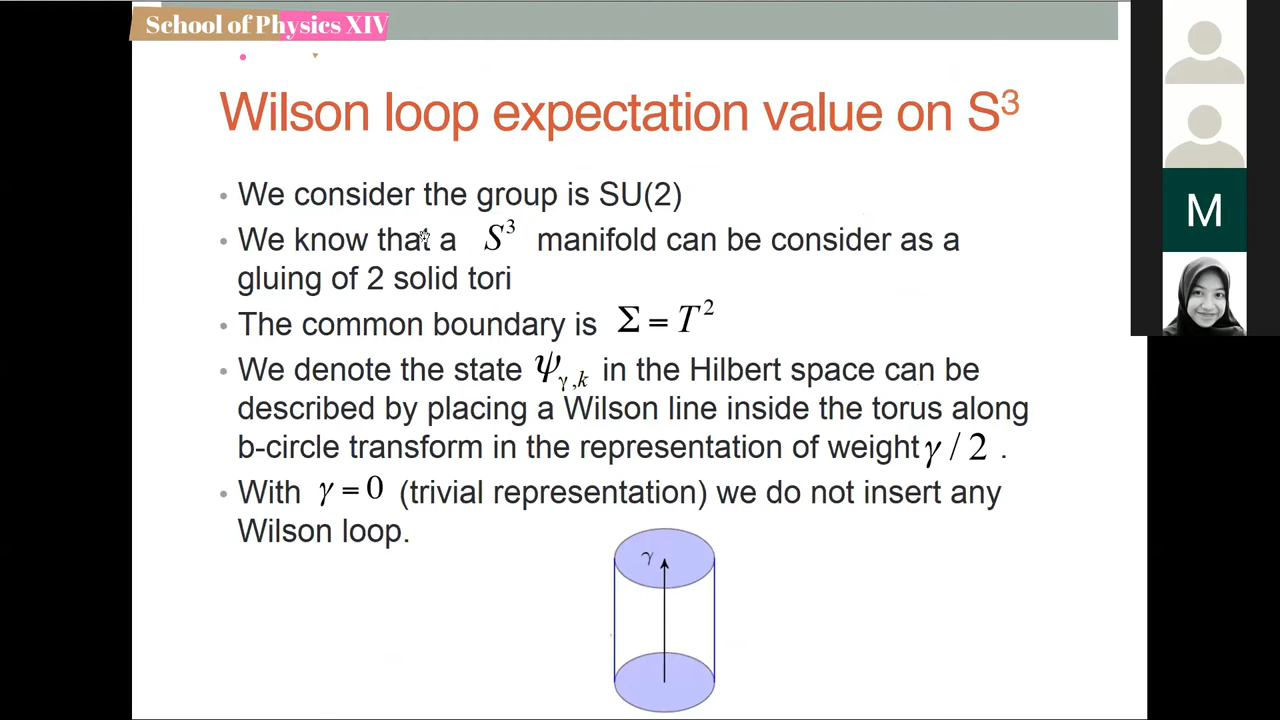 School of Physics XIV
Wilson loop expectation value on S³
• We consider the group is SU(2)
• We know that a S³ manifold can be consider as a
gluing of 2 solid tori
• The common boundary is Σ = T²
• We denote the state ψγ,k in the Hilbert space can be
described by placing a Wilson line inside the torus along
b-circle transform in the representation of weight γ / 2 .
• With γ = 0 (trivial representation) we do not insert any
Wilson loop.
γ
M